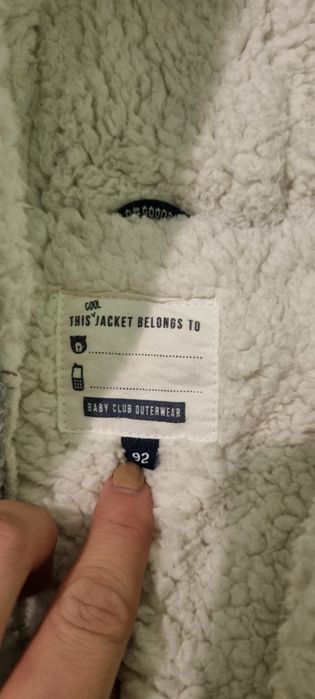 COOL
THIS JACKET BELONGS TO
BABY CLUB OUTERWEAR
92